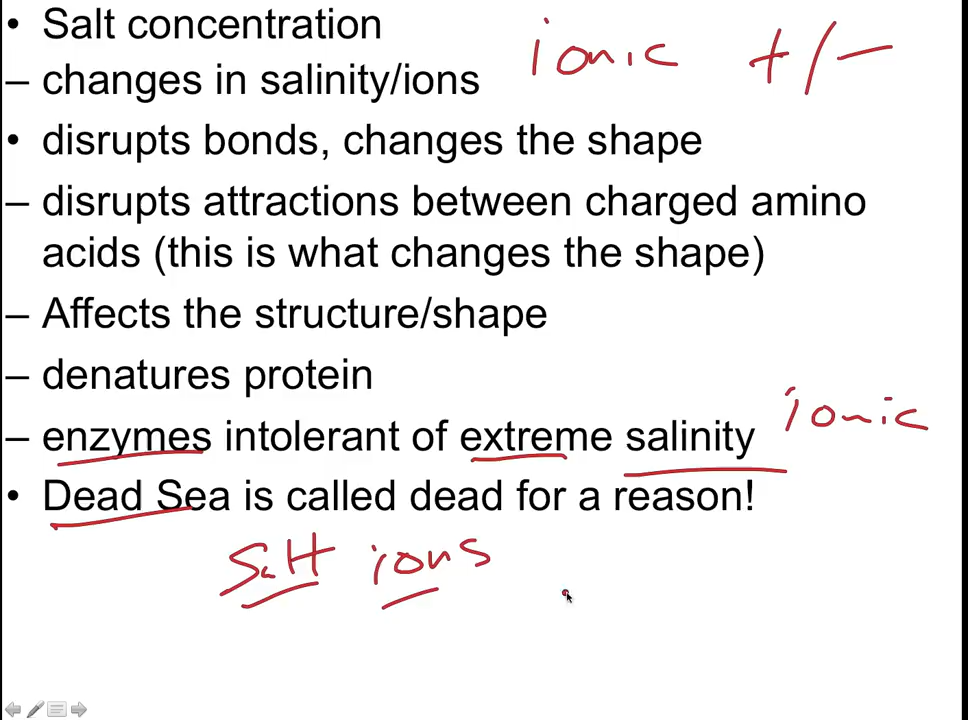 • Salt concentration
ionic +/-
– changes in salinity/ions
• disrupts bonds, changes the shape
– disrupts attractions between charged amino
acids (this is what changes the shape)
– Affects the structure/shape
– denatures protein
– enzymes intolerant of extreme salinity
ionic
• Dead Sea is called dead for a reason!
Salt ions